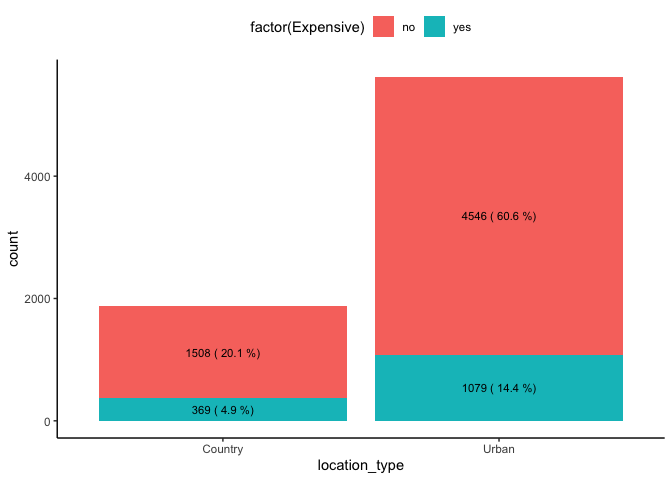 factor(Expensive) no yes
count
4000
2000
0
4546 ( 60.6 %)
1508 ( 20.1 %)
1079 ( 14.4 %)
369 ( 4.9 %)
Country Urban
location_type